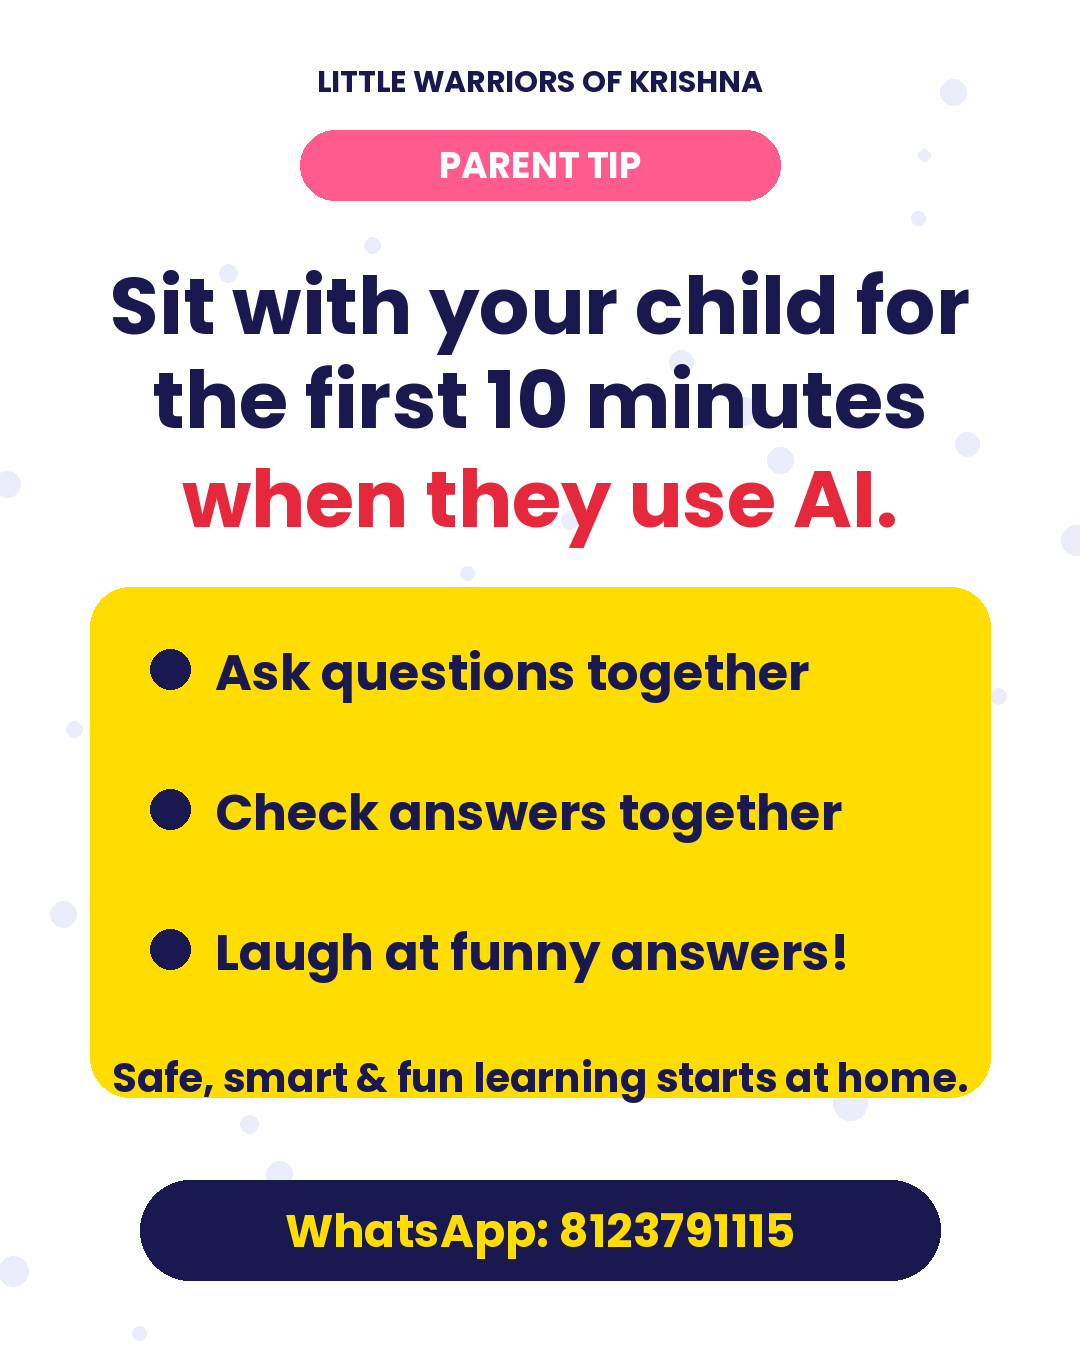 LITTLE WARRIORS OF KRISHNA
PARENT TIP
Sit with your child for
the first 10 minutes
when they use AI.
Ask questions together
Check answers together
Laugh at funny answers!
Safe, smart & fun learning starts at home.
WhatsApp: 8123791115